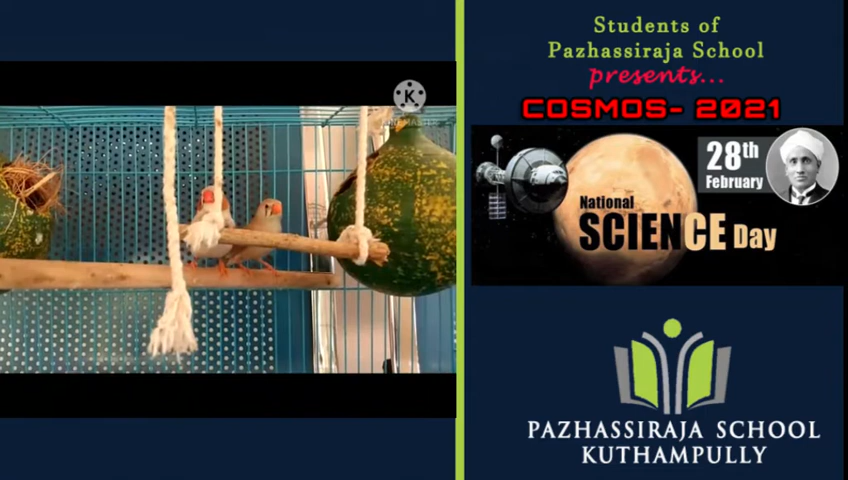 Students of
Pazhassiraja School
presents...
COSMOS- 2021
28th
February
National
SCIENCE Day
K
PAZHASSIRAJA SCHOOL
KUTHAMPULLY